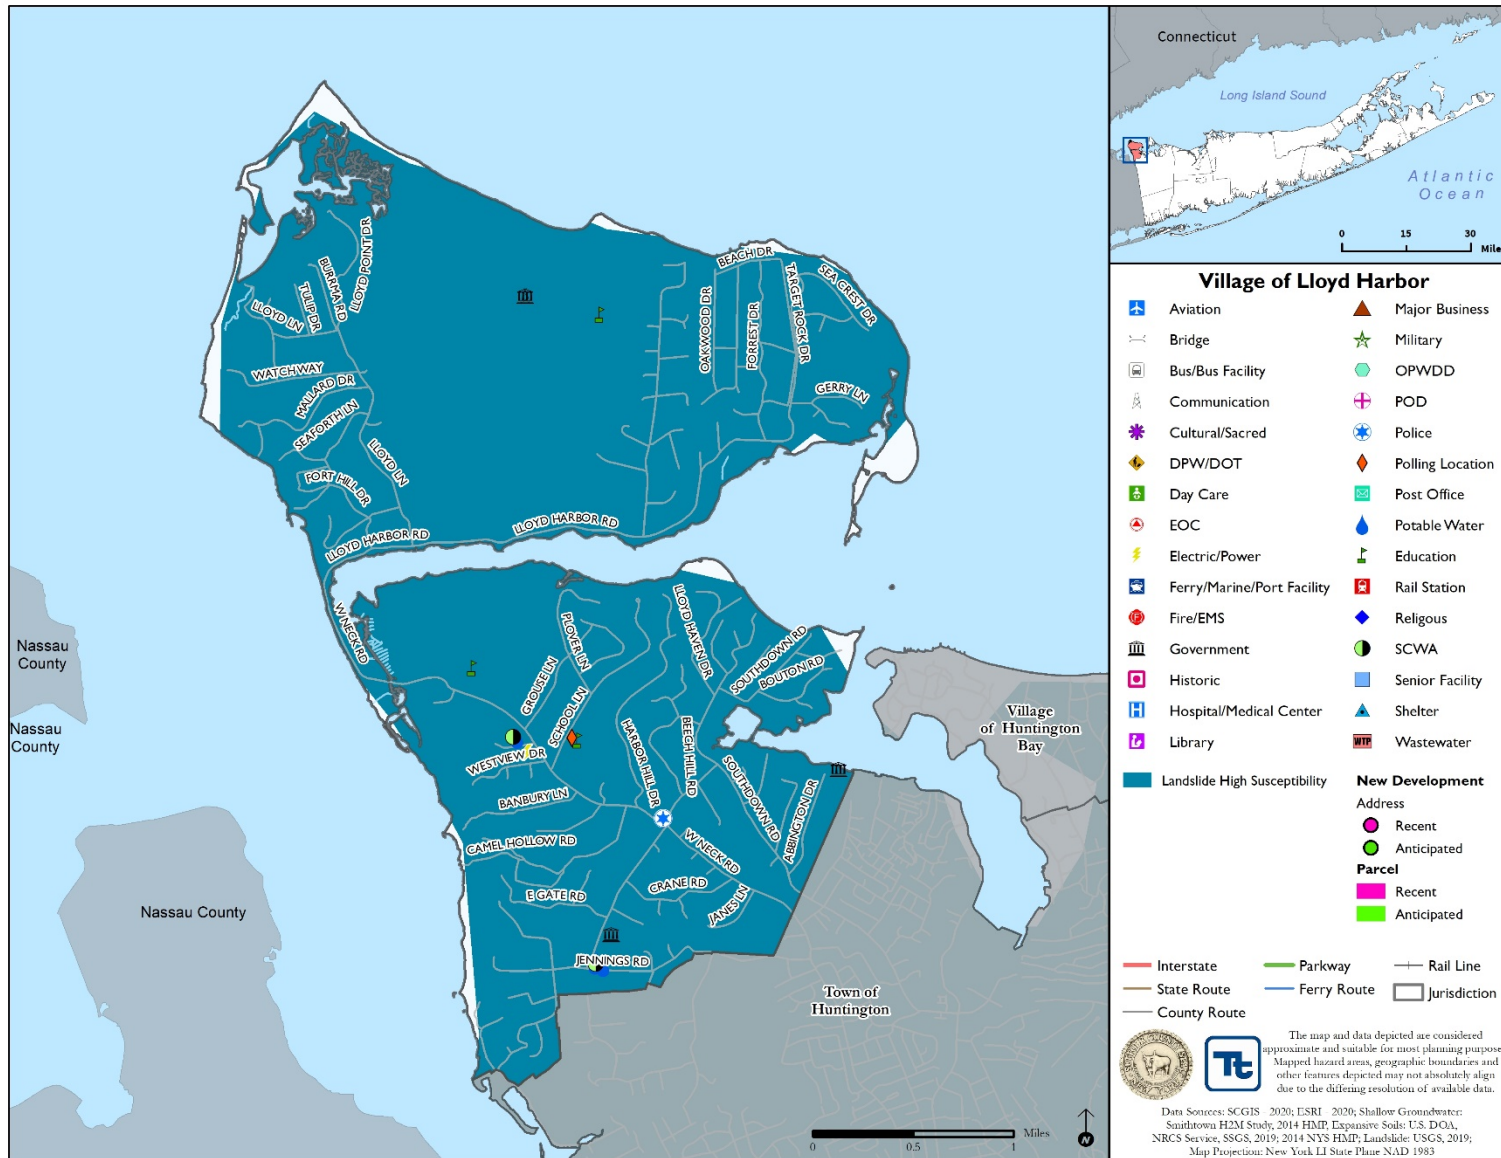 Connecticut
Long Island Sound
Atlantic
Ocean
0 15 30
Miles
Village of Lloyd Harbor
Aviation
Bridge
Bus/Bus Facility
Communication
Cultural/Sacred
DPW/DOT
Day Care
EOC
Electric/Power
Ferry/Marine/Port Facility
Fire/EMS
Government
Historic
Hospital/Medical Center
Library
Major Business
Military
OPWDD
POD
Police
Polling Location
Post Office
Potable Water
Education
Rail Station
Religous
SCWA
Senior Facility
Shelter
WTP Wastewater
Landslide High Susceptibility
New Development
Address
Recent
Anticipated
Parcel
Recent
Anticipated
Interstate
State Route
County Route
Parkway
Ferry Route
Rail Line
Jurisdiction
Tt
The map and data depicted are considered
approximate and suitable for most planning purpose
Mapped hazard areas, geographic boundaries and
other features depicted may not absolutely align
due to the differing resolution of available data.
Data Sources: SCGIS - 2020; ESRI - 2020; Shallow Groundwater:
Smithtown H2M Study, 2014 HMP, Expansive Soils: U.S. DOA,
NRCS Service, SSGS, 2019; 2014 NYS HMP; Landslide: USGS, 2019;
Map Projection: New York LI State Plane NAD 1983
LLOYD POINT DR
BURRMA RD
TULIP DR
LLOYD LN
WATCHWAY
MALLARD DR
SEAFORTH LN
LLOYD LN
FORT HILL DR
LLOYD HARBOR RD
LLOYD HARBOR RD
BEACH DR
OAKWOOD DR
FORREST DR
TARGET ROCK DR
SEA CREST DR
GERRY LN
W NECK RD
PLOVER LN
GROUSE LN
SCHOOL LN
LLOYD HAVEN DR
SOUTHDOWN RD
BOUTON RD
HARBOR HILL DR
BEECH HILL RD
SOUTHDOWN RD
ABBINGTON DR
WESTVIEW DR
BANBURY LN
CAMEL HOLLOW RD
W NECK RD
CRANE RD
JANES LN
E GATE RD
JENNINGS RD
Nassau
County
Nassau
County
Nassau County
Village
of Huntington
Bay
Town of
Huntington
0 0.5 1
Miles
N